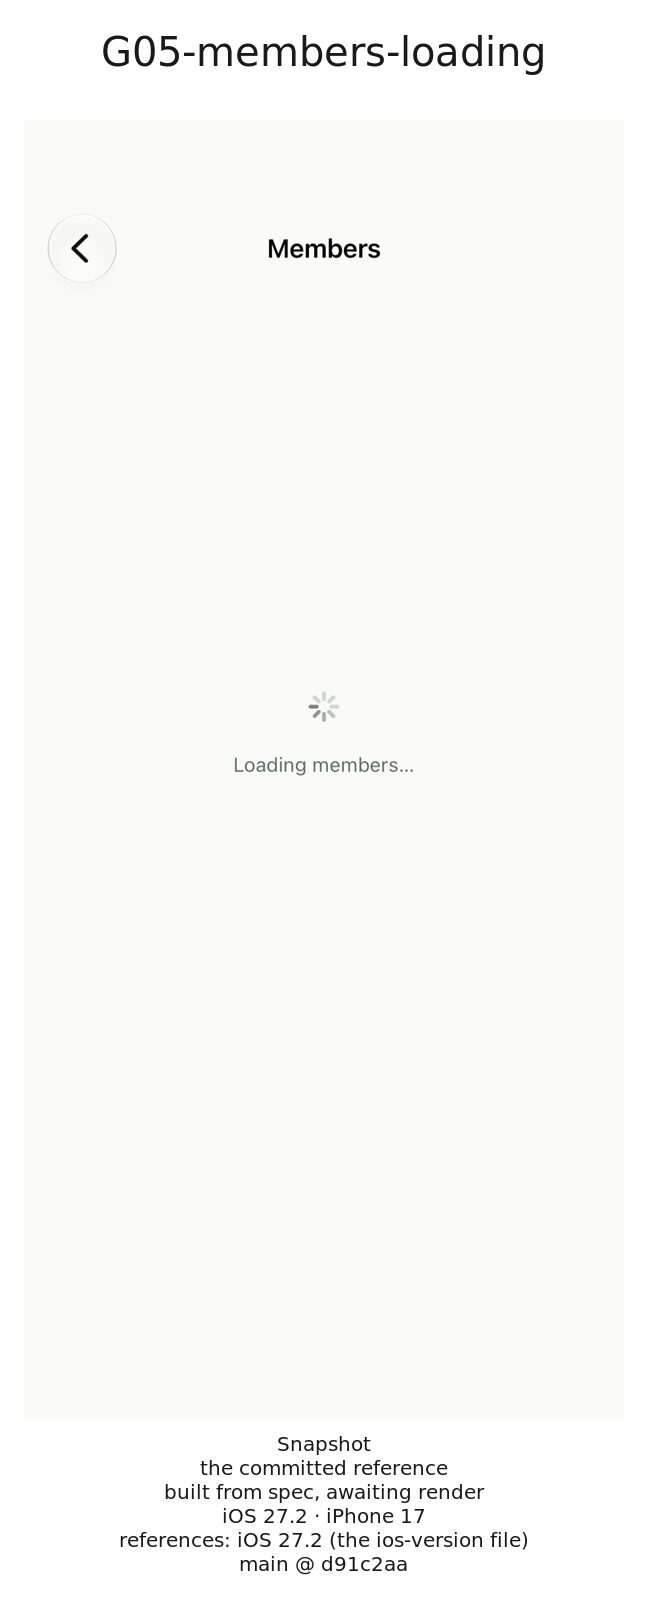 G05-members-loading
Members
Loading members...
Snapshot
the committed reference
built from spec, awaiting render
iOS 27.2 · iPhone 17
references: iOS 27.2 (the ios-version file)
main @ d91c2aa